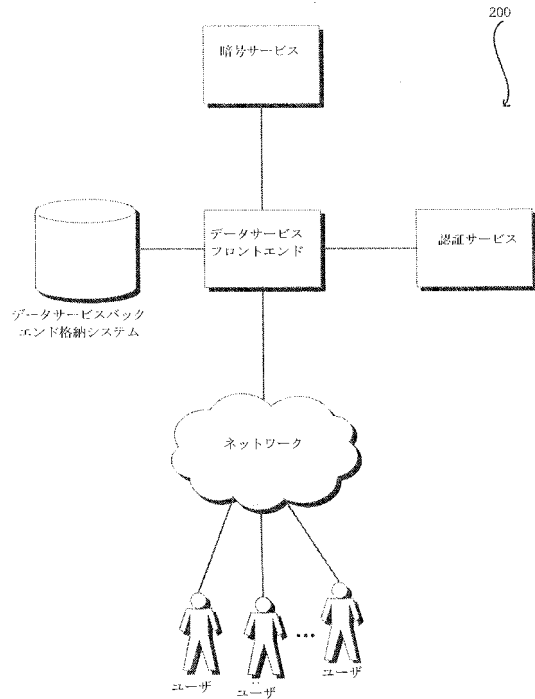 200
暗号サービス
データサービス
フロントエンド
認証サービス
データサービスバック
エンド格納システム
ネットワーク
...
ユーザ
ユーザ
ユーザ